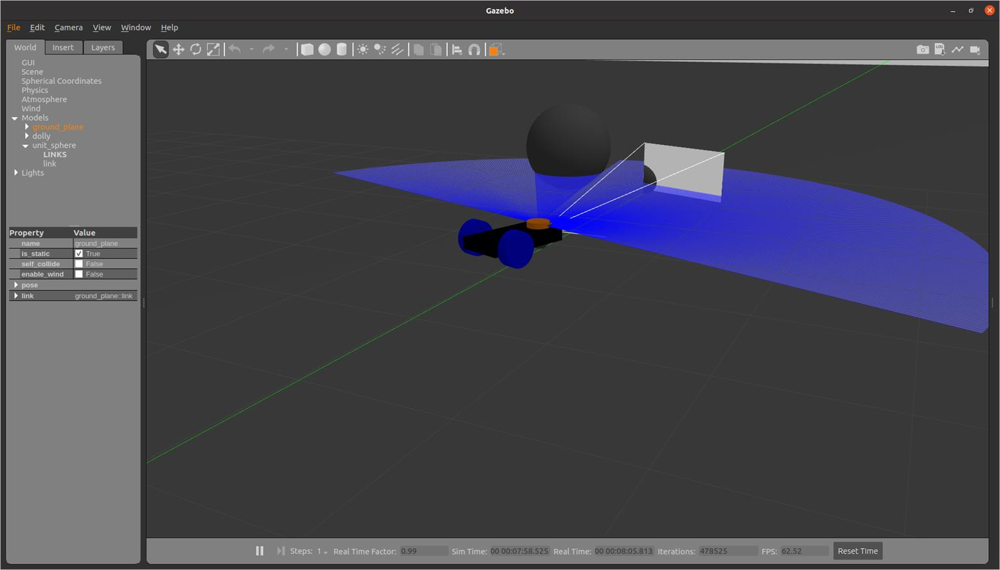 Gazebo
File Edit Camera View Window Help
World Insert Layers
GUI
Scene
Spherical Coordinates
Physics
Atmosphere
Wind
Models
ground_plane
dolly
unit_sphere
LINKS
link
Lights
Property Value
name ground_plane
is_static True
self_collide False
enable_wind False
pose
link ground_plane::link
LOG
Steps: 1 Real Time Factor: 0.99 Sim Time: 00 00:07:58.525 Real Time: 00 00:08:05.813 Iterations: 478525 FPS: 62.52 Reset Time